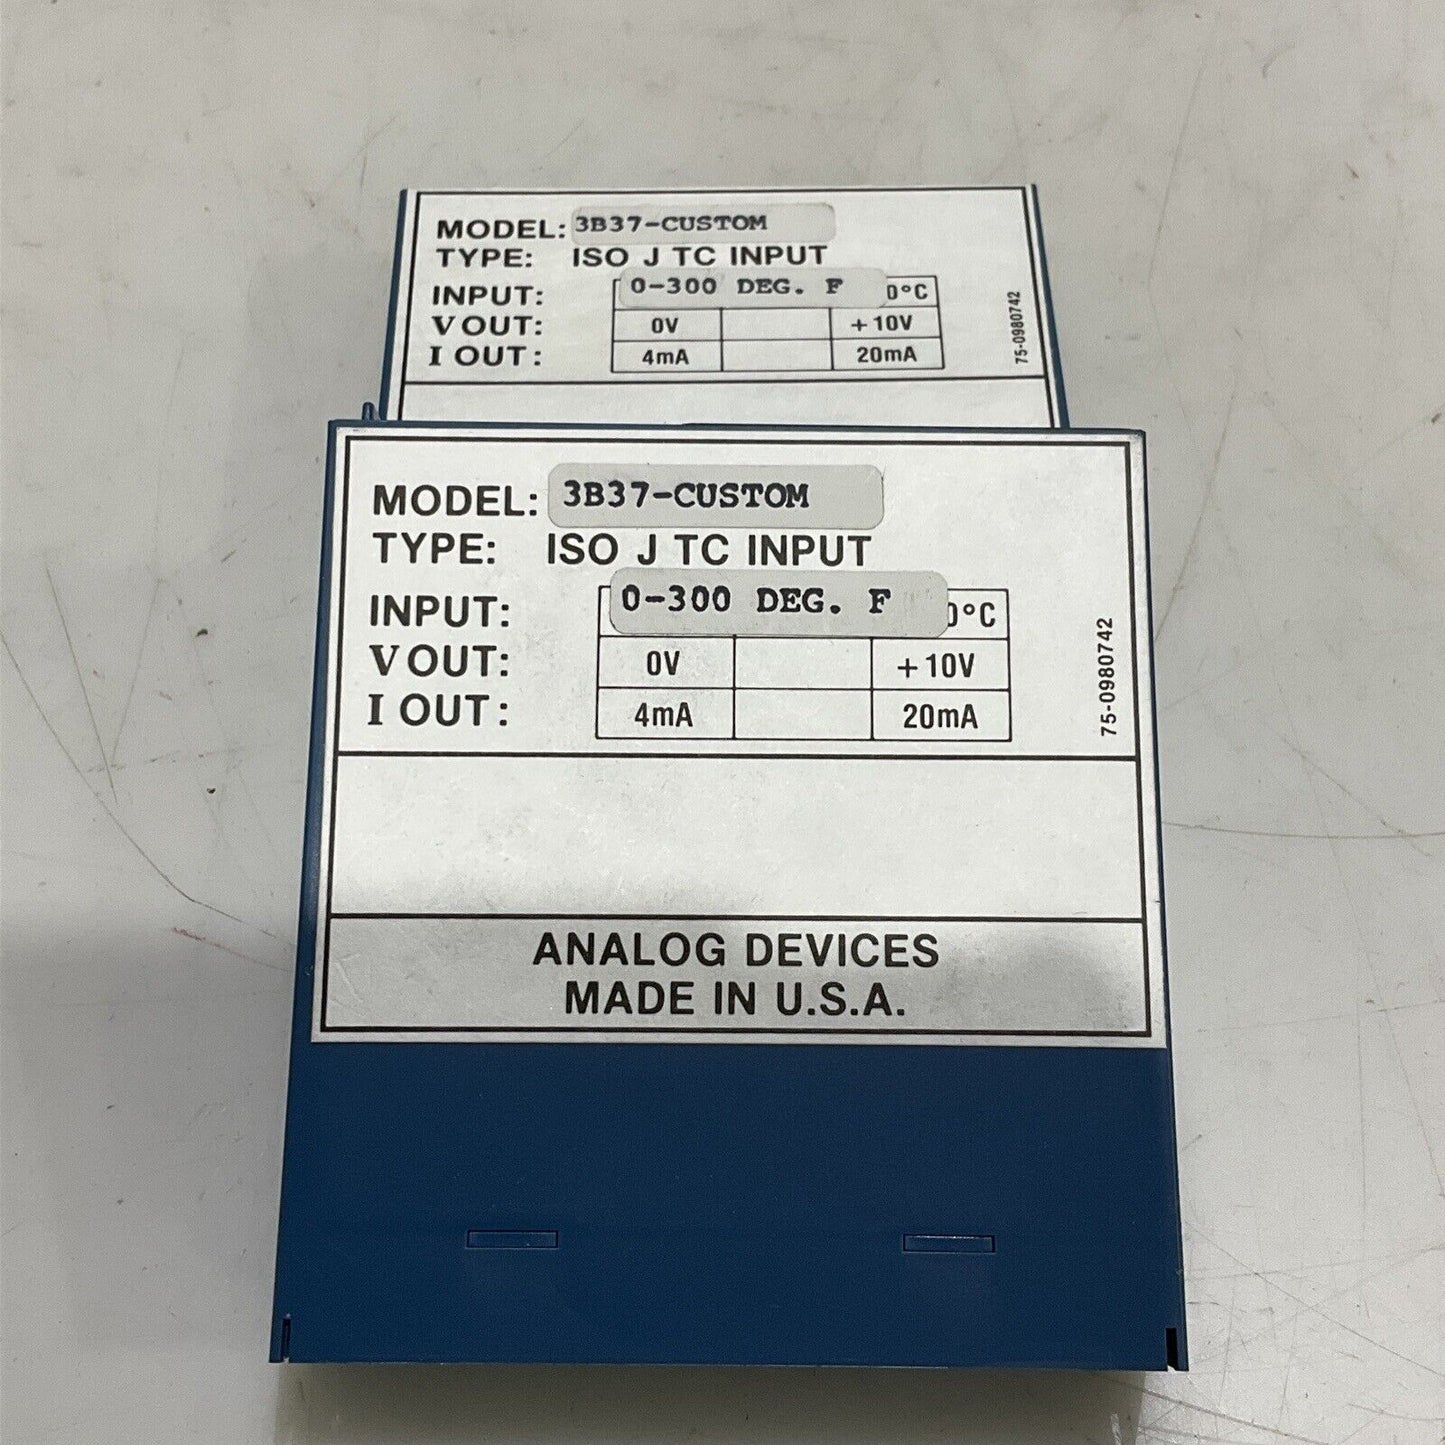 MODEL: 3B37-CUSTOM
TYPE: ISO J TC INPUT
INPUT: 0-300 DEG. F 0°C
V OUT: 0V +10V
I OUT: 4mA 20mA
75-0980742
MODEL: 3B37-CUSTOM
TYPE: ISO J TC INPUT
INPUT: 0-300 DEG. F 0°C
V OUT: 0V +10V
I OUT: 4mA 20mA
75-0980742
ANALOG DEVICES
MADE IN U.S.A.